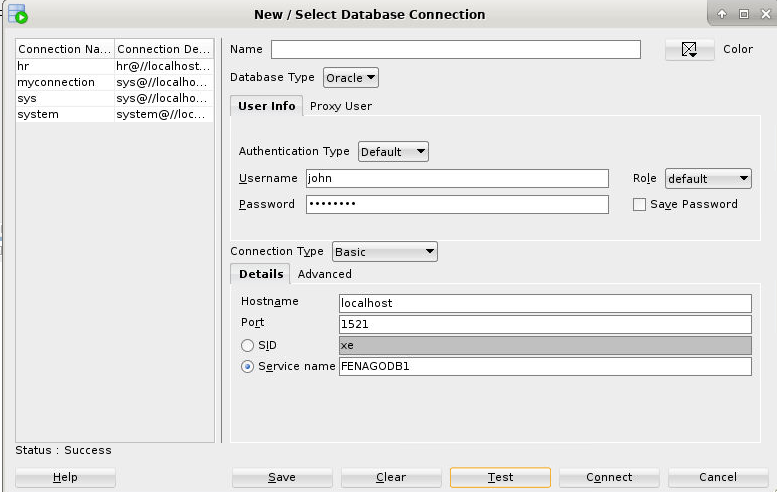 New / Select Database Connection
Connection Na... Connection De...
hr hr@//localhost...
myconnection sys@//localho...
sys sys@//localho...
system system@//loc...
Name Color
Database Type Oracle
User Info Proxy User
Authentication Type Default
Username john Role default
Password •••••••• Save Password
Connection Type Basic
Details Advanced
Hostname localhost
Port 1521
SID xe
Service name FENAGODB1
Status : Success
Help Save Clear Test Connect Cancel